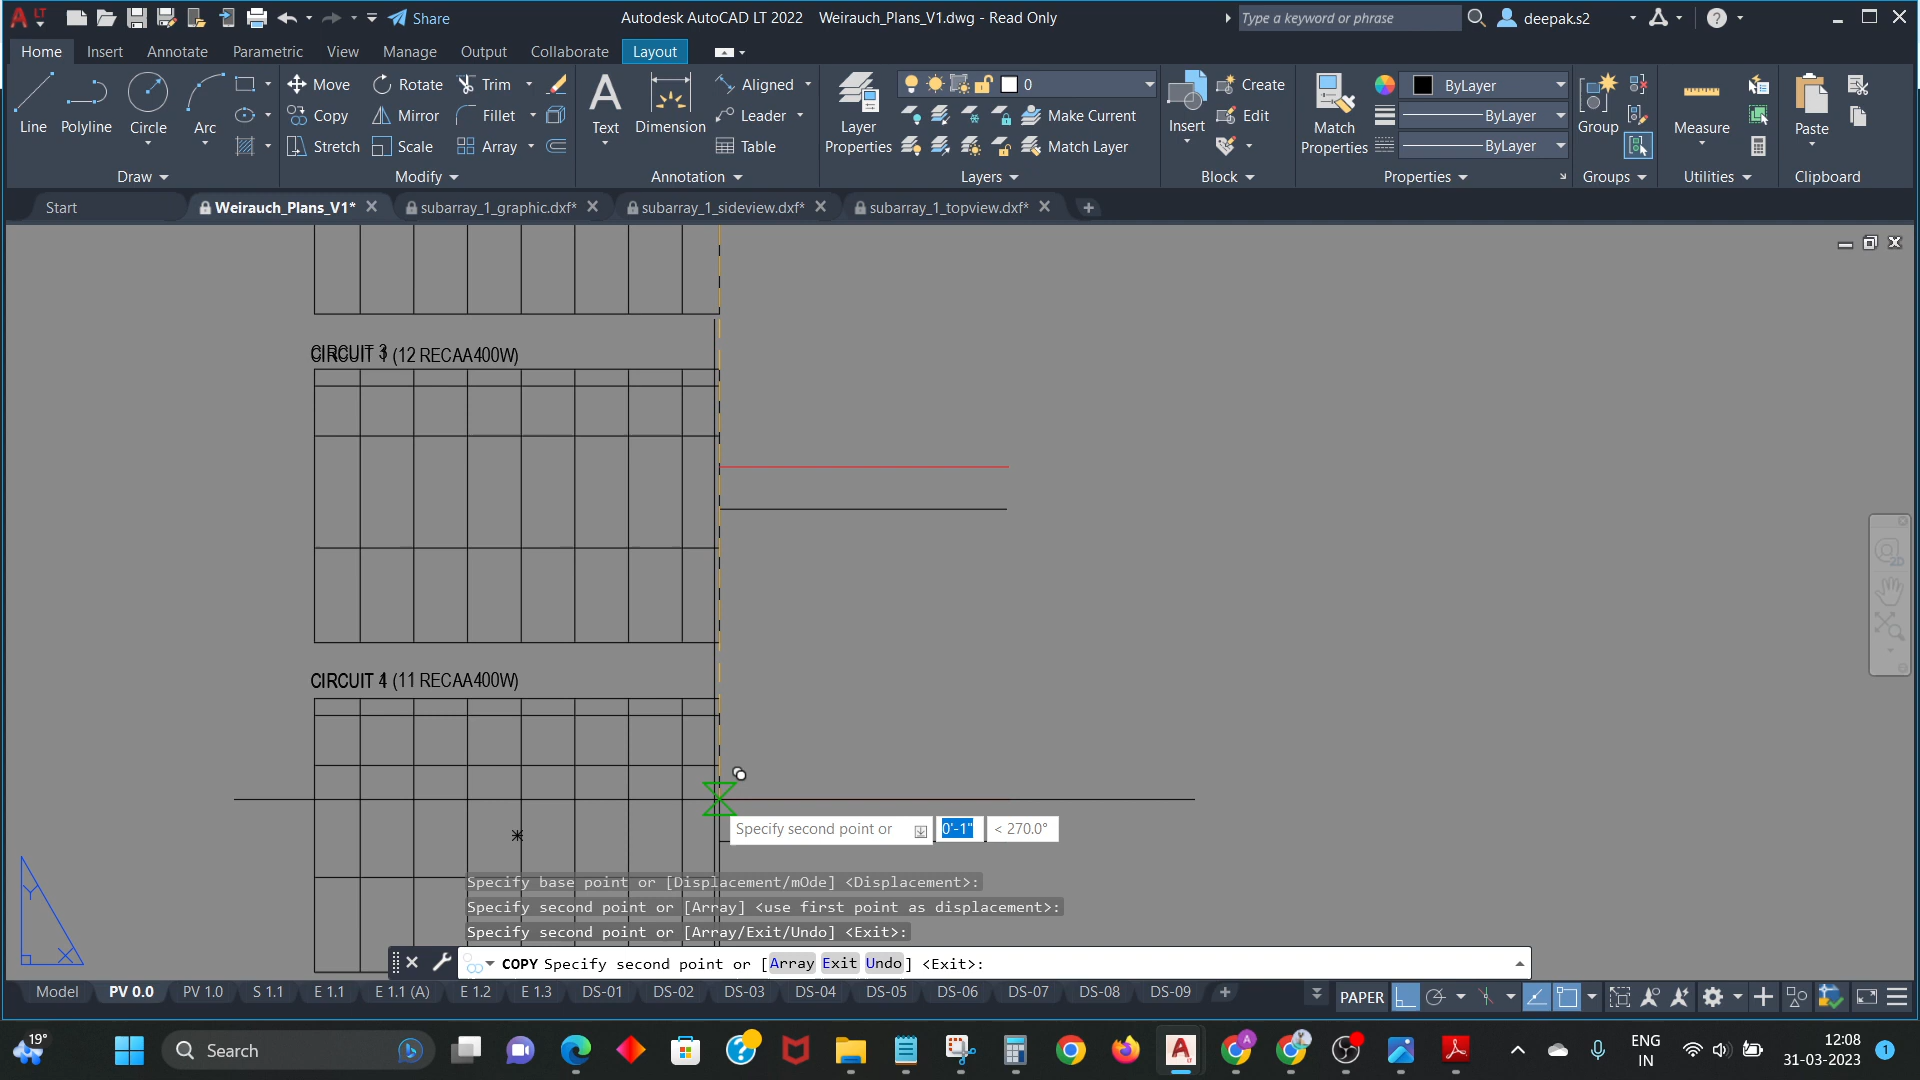 LT
Share
Autodesk AutoCAD LT 2022 Weirauch_Plans_V1.dwg - Read Only
Type a keyword or phrase
deepak.s2
Home Insert Annotate Parametric View Manage Output Collaborate Layout
Move Rotate Trim Aligned 0 Create ByLayer
Line Polyline Circle Arc Copy Mirror Fillet Text Dimension Leader Layer Properties Make Current Insert Edit Match Properties ByLayer Group Measure Paste
Stretch Scale Array Table Match Layer ByLayer
Draw Modify Annotation Layers Block Properties Groups Utilities Clipboard
Start Weirauch_Plans_V1* subarray_1_graphic.dxf* subarray_1_sideview.dxf* subarray_1_topview.dxf*
(12 RECAA400W)
CIRCUIT 4 (11 RECAA400W)
2D
Specify second point or 0'-1" < 270.0°
Y
X
Specify base point or [Displacement/mOde] <Displacement>:
Specify second point or [Array] <use first point as displacement>:
Specify second point or [Array/Exit/Undo] <Exit>:
COPY Specify second point or [Array Exit Undo] <Exit>:
Model PV 0.0 PV 1.0 S 1.1 E 1.1 E 1.1 (A) E 1.2 E 1.3 DS-01 DS-02 DS-03 DS-04 DS-05 DS-06 DS-07 DS-08 DS-09 PAPER
19°
Search
ENG
IN
12:08
31-03-2023
1